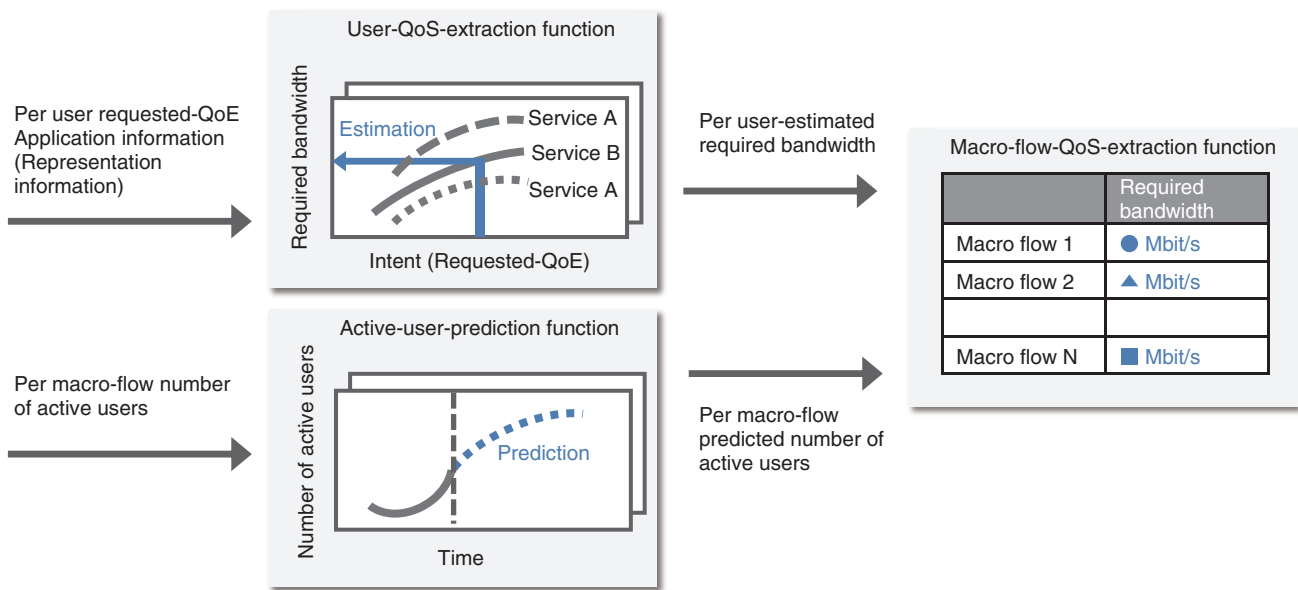 Per user requested-QoE
Application information
(Representation
information)
User-QoS-extraction function
Required bandwidth
Estimation
Service A
Service B
Service A
Intent (Requested-QoE)
Per user-estimated
required bandwidth
Per macro-flow number
of active users
Active-user-prediction function
Number of active users
Prediction
Time
Per macro-flow
predicted number of
active users
Macro-flow-QoS-extraction function
Required
bandwidth
Macro flow 1
Mbit/s
Macro flow 2
Mbit/s
Macro flow N
Mbit/s